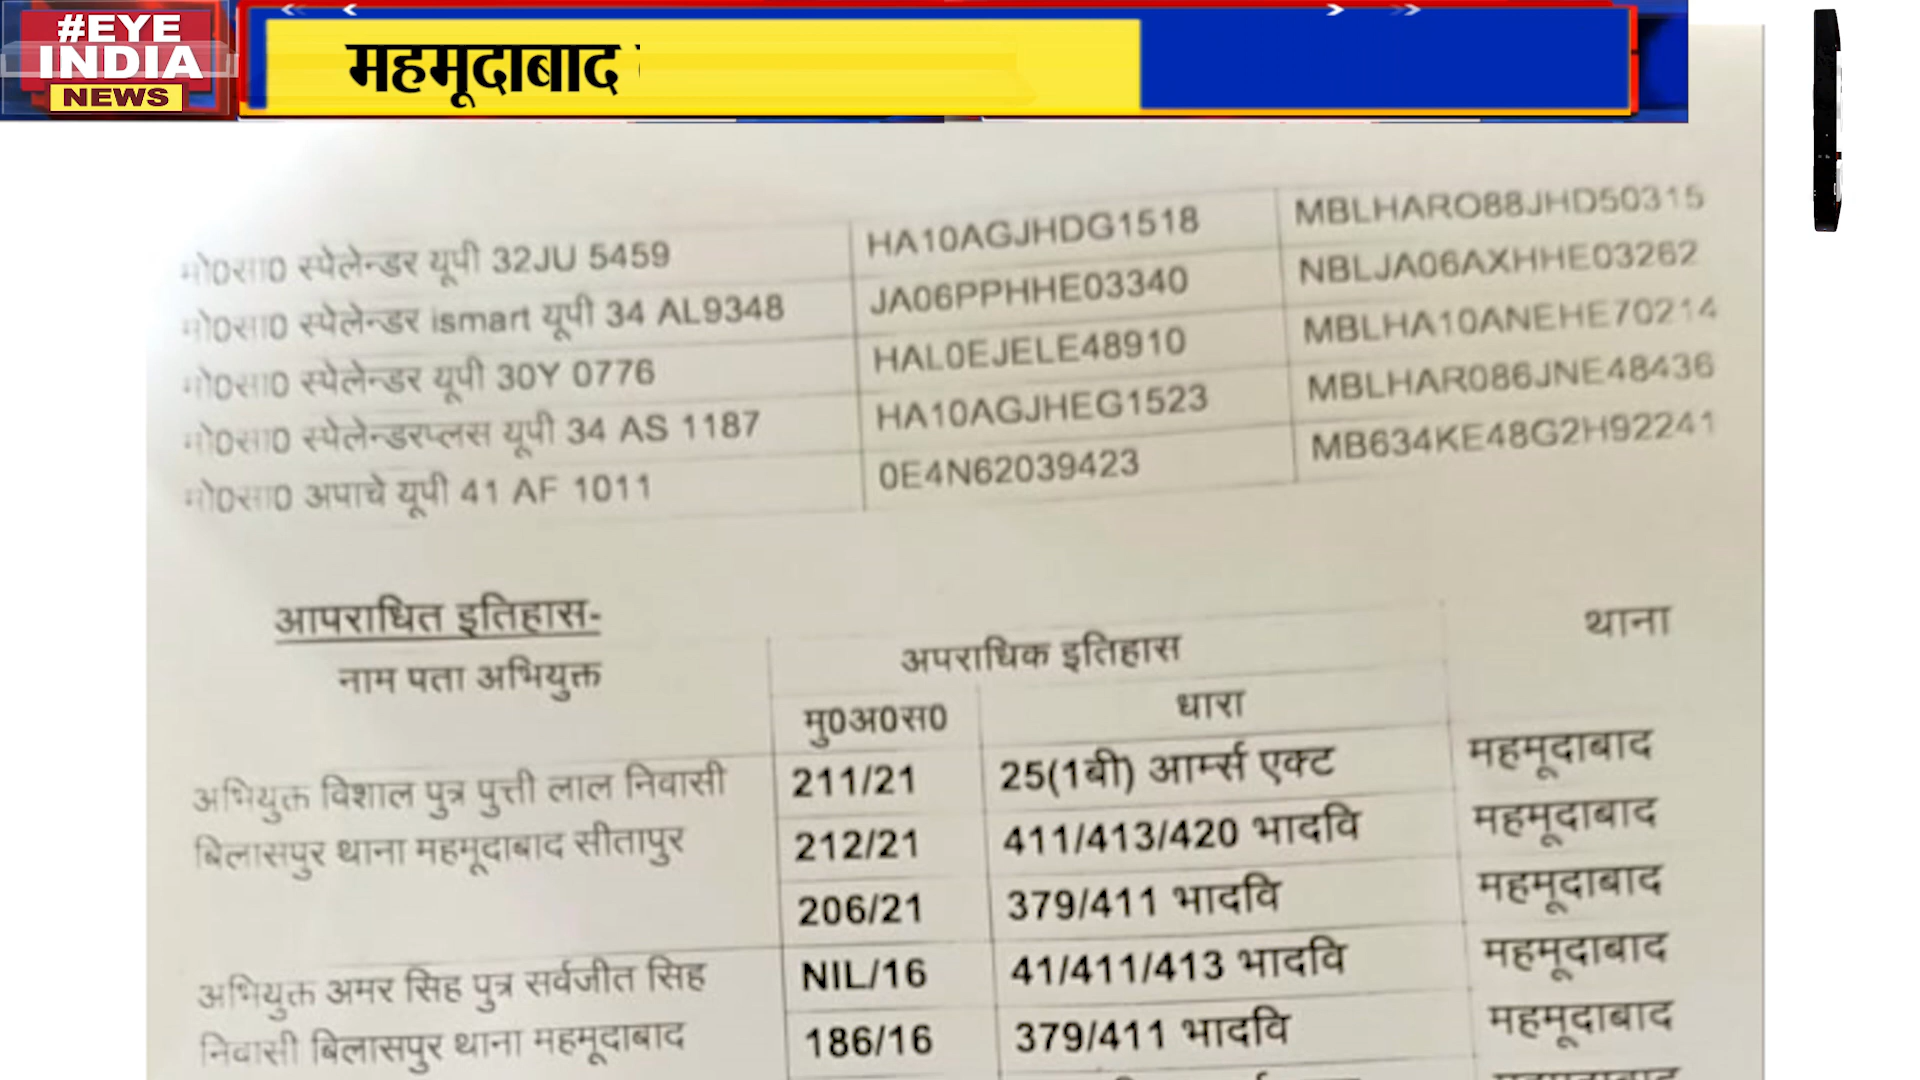 #EYE
INDIA
NEWS
महमूदाबाद
मो0सा0 स्पेलेन्डर यूपी 32JU 5459 HA10AGJHDG1518 MBLHARO88JHD50315
मो0सा0 स्पेलेन्डर ismart यूपी 34 AL9348 JA06PPHHE03340 NBLJA06AXHHE03262
मो0सा0 स्पेलेन्डर यूपी 30Y 0776 HAL0EJELE48910 MBLHA10ANEHE70214
मो0सा0 स्पेलेन्डरप्लस यूपी 34 AS 1187 HA10AGJHEG1523 MBLHAR086JNE48436
मो0सा0 अपाचे यूपी 41 AF 1011 0E4N62039423 MB634KE48G2H92241
आपराधित इतिहास-
नाम पता अभियुक्त अपराधिक इतिहास थाना
मु0अ0स0 धारा
अभियुक्त विशाल पुत्र पुत्ती लाल निवासी 211/21 25(1बी) आर्म्स एक्ट महमूदाबाद
बिलासपुर थाना महमूदाबाद सीतापुर 212/21 411/413/420 भादवि महमूदाबाद
206/21 379/411 भादवि महमूदाबाद
अभियुक्त अमर सिह पुत्र सर्वजीत सिह NIL/16 41/411/413 भादवि महमूदाबाद
निवासी बिलासपुर थाना महमूदाबाद 186/16 379/411 भादवि महमूदाबाद